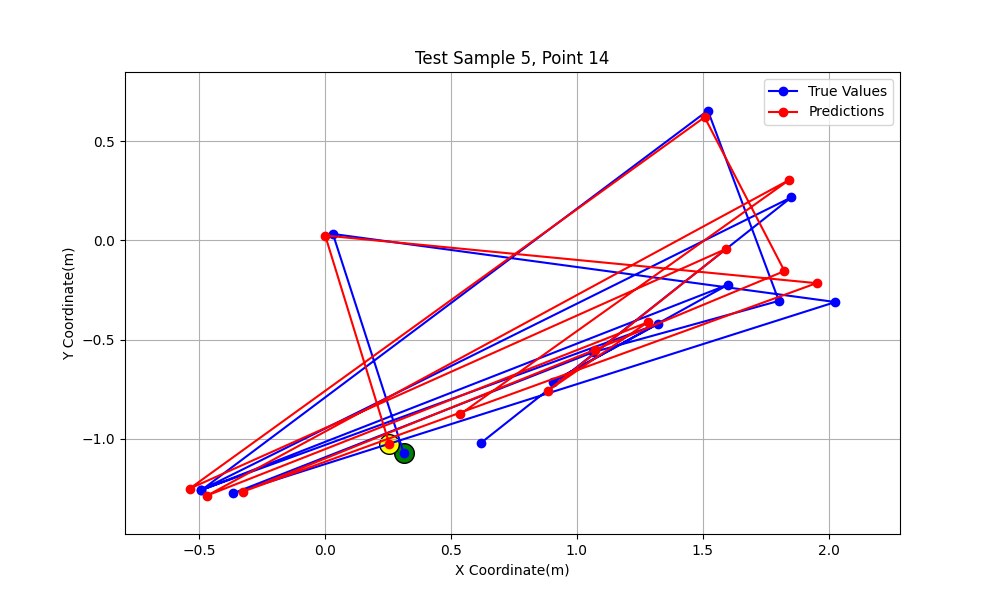 Test Sample 5, Point 14
True Values
Predictions
0.5
0.0
−0.5
−1.0
Y Coordinate(m)
−0.5
0.0
0.5
1.0
1.5
2.0
X Coordinate(m)